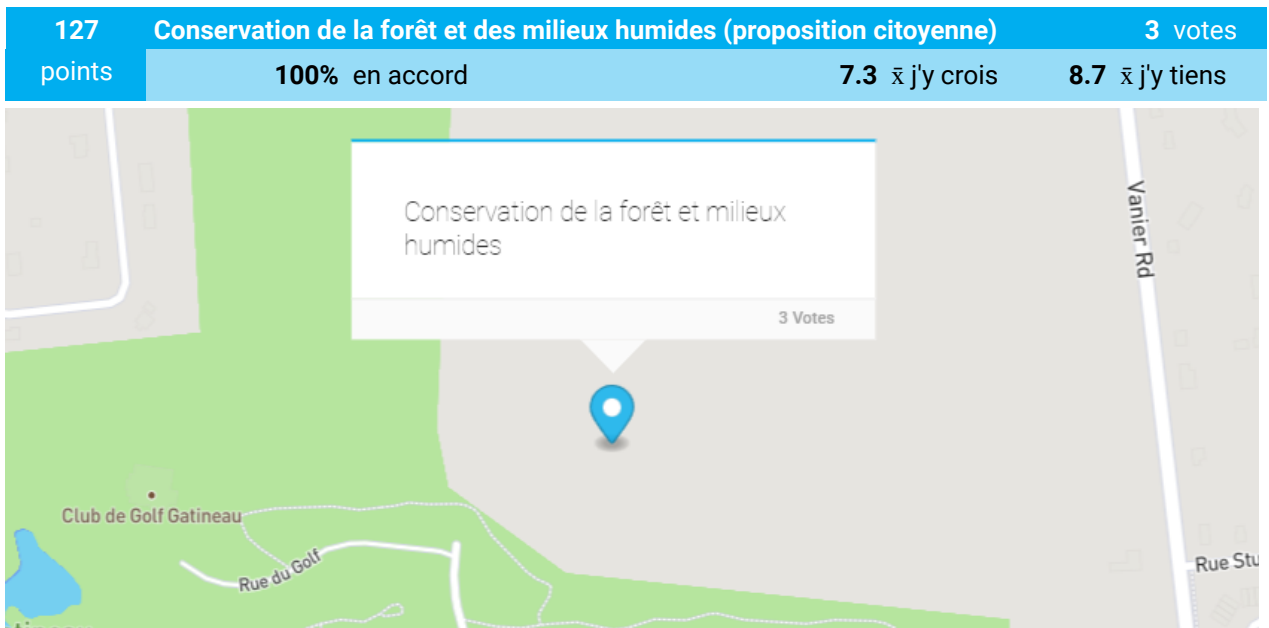 127 Conservation de la forêt et des milieux humides (proposition citoyenne) 3 votes
points 100% en accord 7.3 x̄ j'y crois 8.7 x̄ j'y tiens
Conservation de la forêt et milieux
humides
3 Votes
Vanier Rd
Club de Golf Gatineau
Rue du Golf
Rue Stu